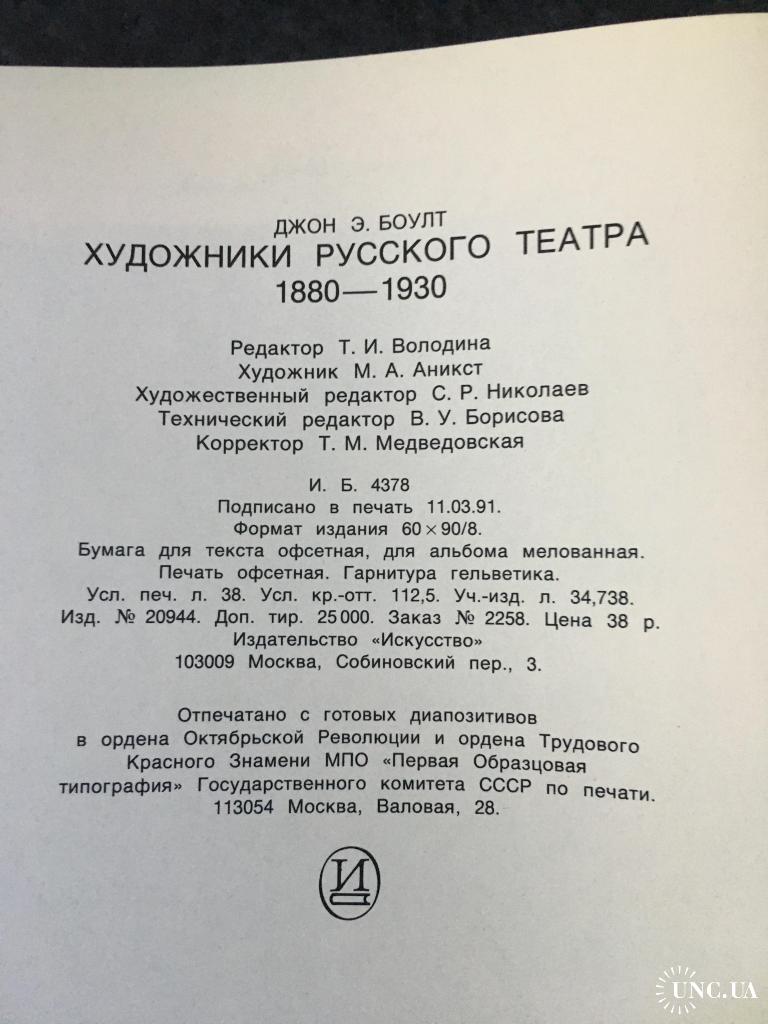 ДЖОН Э. БОУЛТ
ХУДОЖНИКИ РУССКОГО ТЕАТРА
1880—1930
Редактор Т. И. Володина
Художник М. А. Аникст
Художественный редактор С. Р. Николаев
Технический редактор В. У. Борисова
Корректор Т. М. Медведовская
И. Б. 4378
Подписано в печать 11.03.91.
Формат издания 60 × 90/8.
Бумага для текста офсетная, для альбома мелованная.
Печать офсетная. Гарнитура гельветика.
Усл. печ. л. 38. Усл. кр.-отт. 112,5. Уч.-изд. л. 34,738.
Изд. № 20944. Доп. тир. 25 000. Заказ № 2258. Цена 38 р.
Издательство «Искусство»
103009 Москва, Собиновский пер., 3.
Отпечатано с готовых диапозитивов
в ордена Октябрьской Революции и ордена Трудового
Красного Знамени МПО «Первая Образцовая
типография» Государственного комитета СССР по печати.
113054 Москва, Валовая, 28.
И
UNC.UA